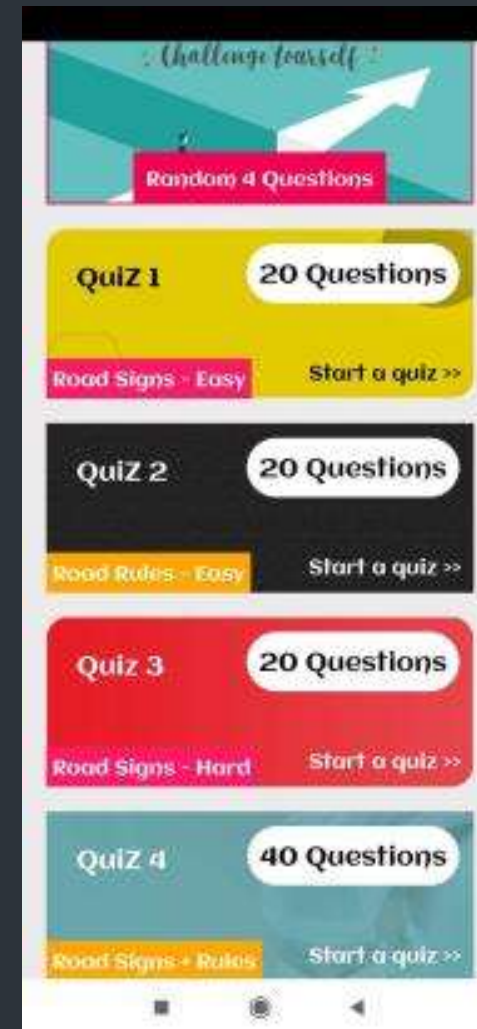 Challenge Yourself
Random 4 Questions
QuiZ 1
20 Questions
Road Signs - Easy
Start a quiz >>
QuiZ 2
20 Questions
Road Rules - Easy
Start a quiz >>
Quiz 3
20 Questions
Road Signs - Hard
Start a quiz >>
QuiZ 4
40 Questions
Road Signs + Rules
Start a quiz >>